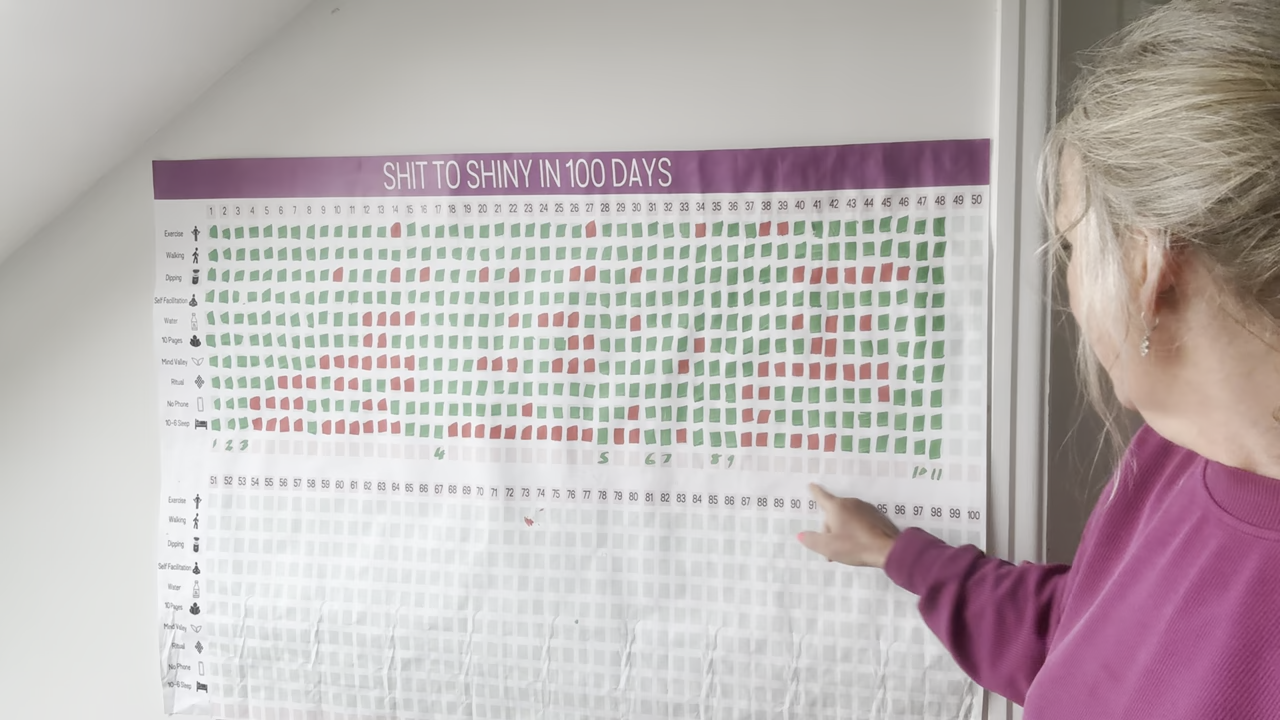 SHIT TO SHINY IN 100 DAYS
1 2 3 4 5 6 7 8 9 10 11 12 13 14 15 16 17 18 19 20 21 22 23 24 25 26 27 28 29 30 31 32 33 34 35 36 37 38 39 40 41 42 43 44 45 46 47 48 49 50
Exercise
Walking
Dipping
Self Facilitation
Water
10 Pages
Mind Valley
Ritual
No Phone
10-6 Sleep
1 2 3 4 5 6 7 8 9 10 11
51 52 53 54 55 56 57 58 59 60 61 62 63 64 65 66 67 68 69 70 71 72 73 74 75 76 77 78 79 80 81 82 83 84 85 86 87 88 89 90 91 95 96 97 98 99 100
Exercise
Walking
Dipping
Self Facilitation
Water
10 Pages
Mind Valley
Ritual
No Phone
10-6 Sleep